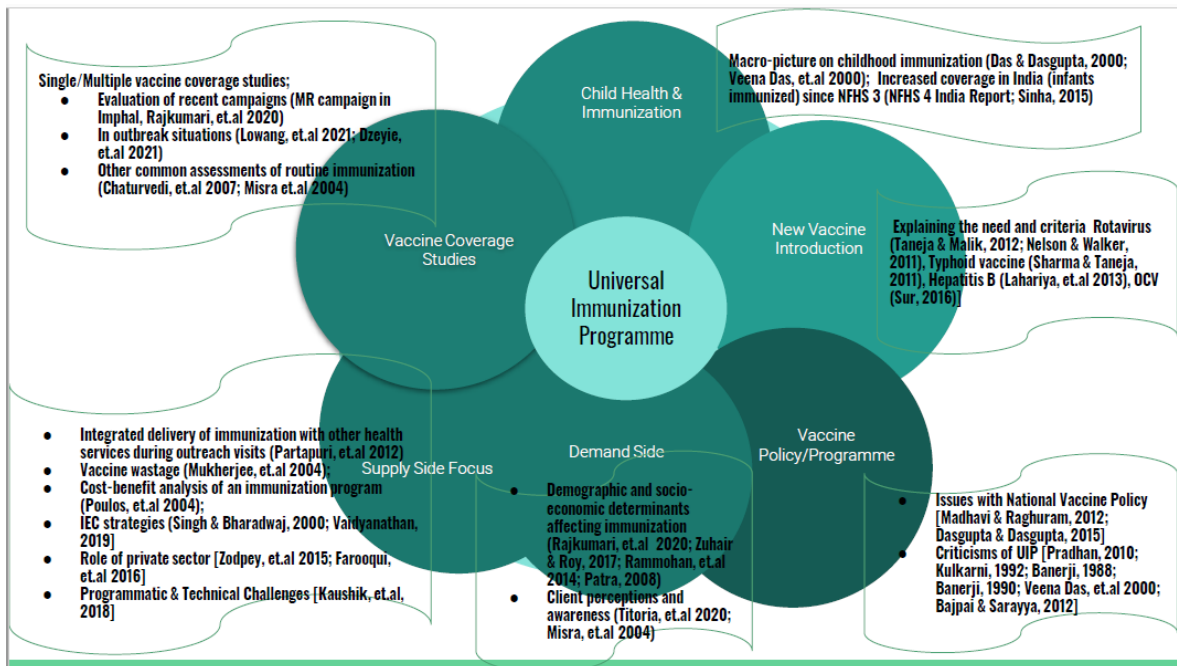 Single/Multiple vaccine coverage studies;
● Evaluation of recent campaigns (MR campaign in
Imphal, Rajkumari, et.al 2020)
● In outbreak situations (Lowang, et.al 2021; Dzeyie,
et.al 2021)
● Other common assessments of routine immunization
(Chaturvedi, et.al 2007; Misra et.al 2004)
Child Health &
Immunization
Macro-picture on childhood immunization (Das & Dasgupta, 2000;
Veena Das, et.al 2000); Increased coverage in India (infants
immunized) since NFHS 3 (NFHS 4 India Report; Sinha, 2015)
Vaccine Coverage
Studies
Universal
Immunization
Programme
New Vaccine
Introduction
Explaining the need and criteria Rotavirus
(Taneja & Malik, 2012; Nelson & Walker,
2011), Typhoid vaccine (Sharma & Taneja,
2011), Hepatitis B (Lahariya, et.al 2013), OCV
(Sur, 2016)]
Supply Side Focus
● Integrated delivery of immunization with other health
services during outreach visits (Partapuri, et.al 2012)
● Vaccine wastage (Mukherjee, et.al 2004);
● Cost-benefit analysis of an immunization program
(Poulos, et.al 2004);
● IEC strategies (Singh & Bharadwaj, 2000; Vaidyanathan,
2019]
● Role of private sector [Zodpey, et.al 2015; Farooqui,
et.al 2016]
● Programmatic & Technical Challenges [Kaushik, et.al,
2018]
Demand Side
● Demographic and socio-
economic determinants
affecting immunization
(Rajkumari, et.al 2020; Zuhair
& Roy, 2017; Rammohan, et.al
2014; Patra, 2008)
● Client perceptions and
awareness (Titoria, et.al 2020;
Misra, et.al 2004)
Vaccine
Policy/Programme
● Issues with National Vaccine Policy
[Madhavi & Raghuram, 2012;
Dasgupta & Dasgupta, 2015]
● Criticisms of UIP [Pradhan, 2010;
Kulkarni, 1992; Banerji, 1988;
Banerji, 1990; Veena Das, et.al 2000;
Bajpai & Sarayya, 2012]